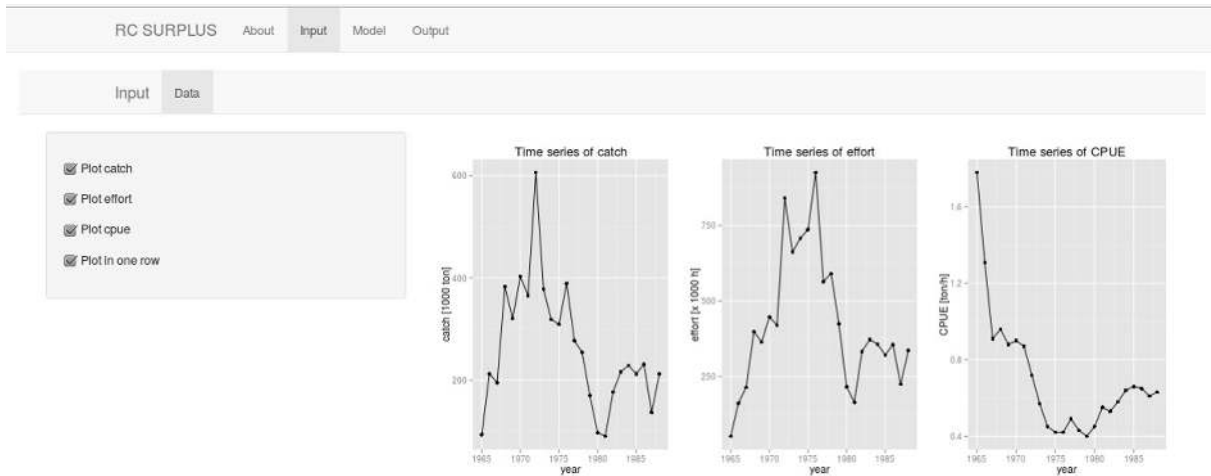 RC SURPLUS About Input Model Output
Input Data
Plot catch
Plot effort
Plot cpue
Plot in one row
Time series of catch
catch [1000 ton]
600
400
200
1965 1970 1975 1980 1985
year
Time series of effort
effort [x 1000 h]
750
500
250
1965 1970 1975 1980 1985
year
Time series of CPUE
CPUE [ton/h]
1.6
1.2
0.8
0.4
1965 1970 1975 1980 1985
year